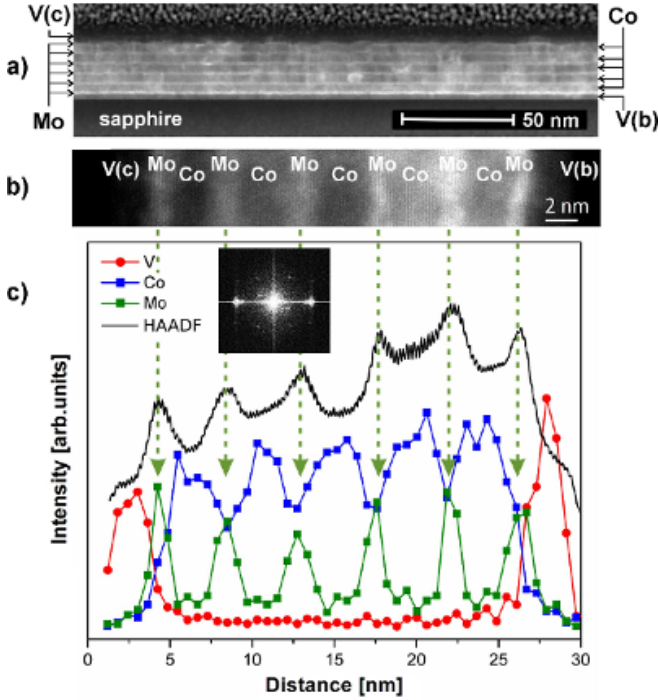 V(c)
Co
a)
Mo
sapphire
50 nm
V(b)
b)
V(c) Mo Co Mo Co Mo Co Mo Co Mo Co Mo V(b)
2 nm
c)
V
Co
Mo
HAADF
Intensity [arb.units]
0 5 10 15 20 25 30
Distance [nm]